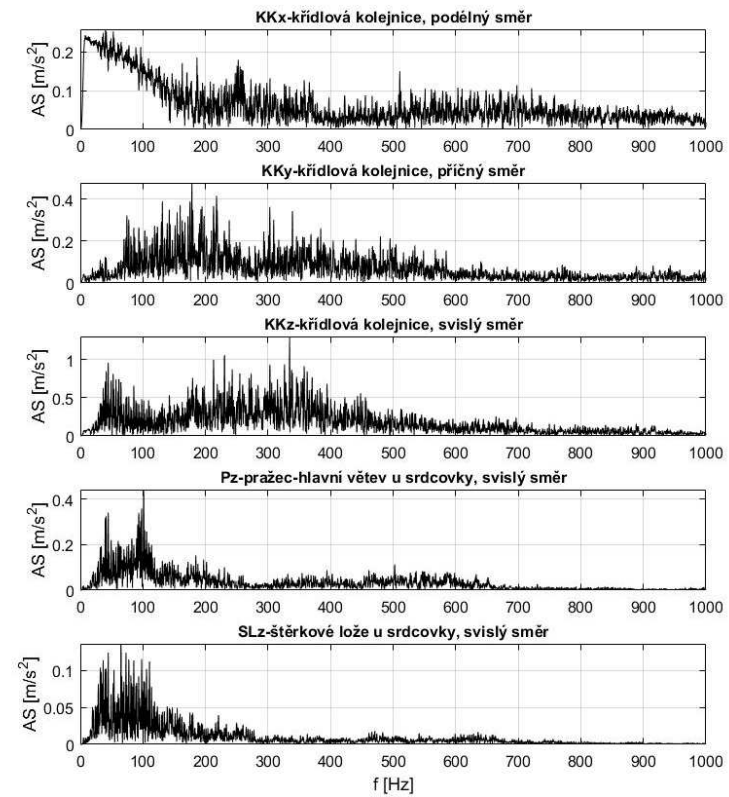 KKx-křídlová kolejnice, podélný směr
AS [m/s²]
0.2
0.1
0
0 100 200 300 400 500 600 700 800 900 1000
KKy-křídlová kolejnice, příčný směr
AS [m/s²]
0.4
0.2
0
0 100 200 300 400 500 600 700 800 900 1000
KKz-křídlová kolejnice, svislý směr
AS [m/s²]
1
0.5
0
0 100 200 300 400 500 600 700 800 900 1000
Pz-pražec-hlavní větev u srdcovky, svislý směr
AS [m/s²]
0.4
0.2
0
0 100 200 300 400 500 600 700 800 900 1000
SLz-štěrkové lože u srdcovky, svislý směr
AS [m/s²]
0.1
0.05
0
0 100 200 300 400 500 600 700 800 900 1000
f [Hz]